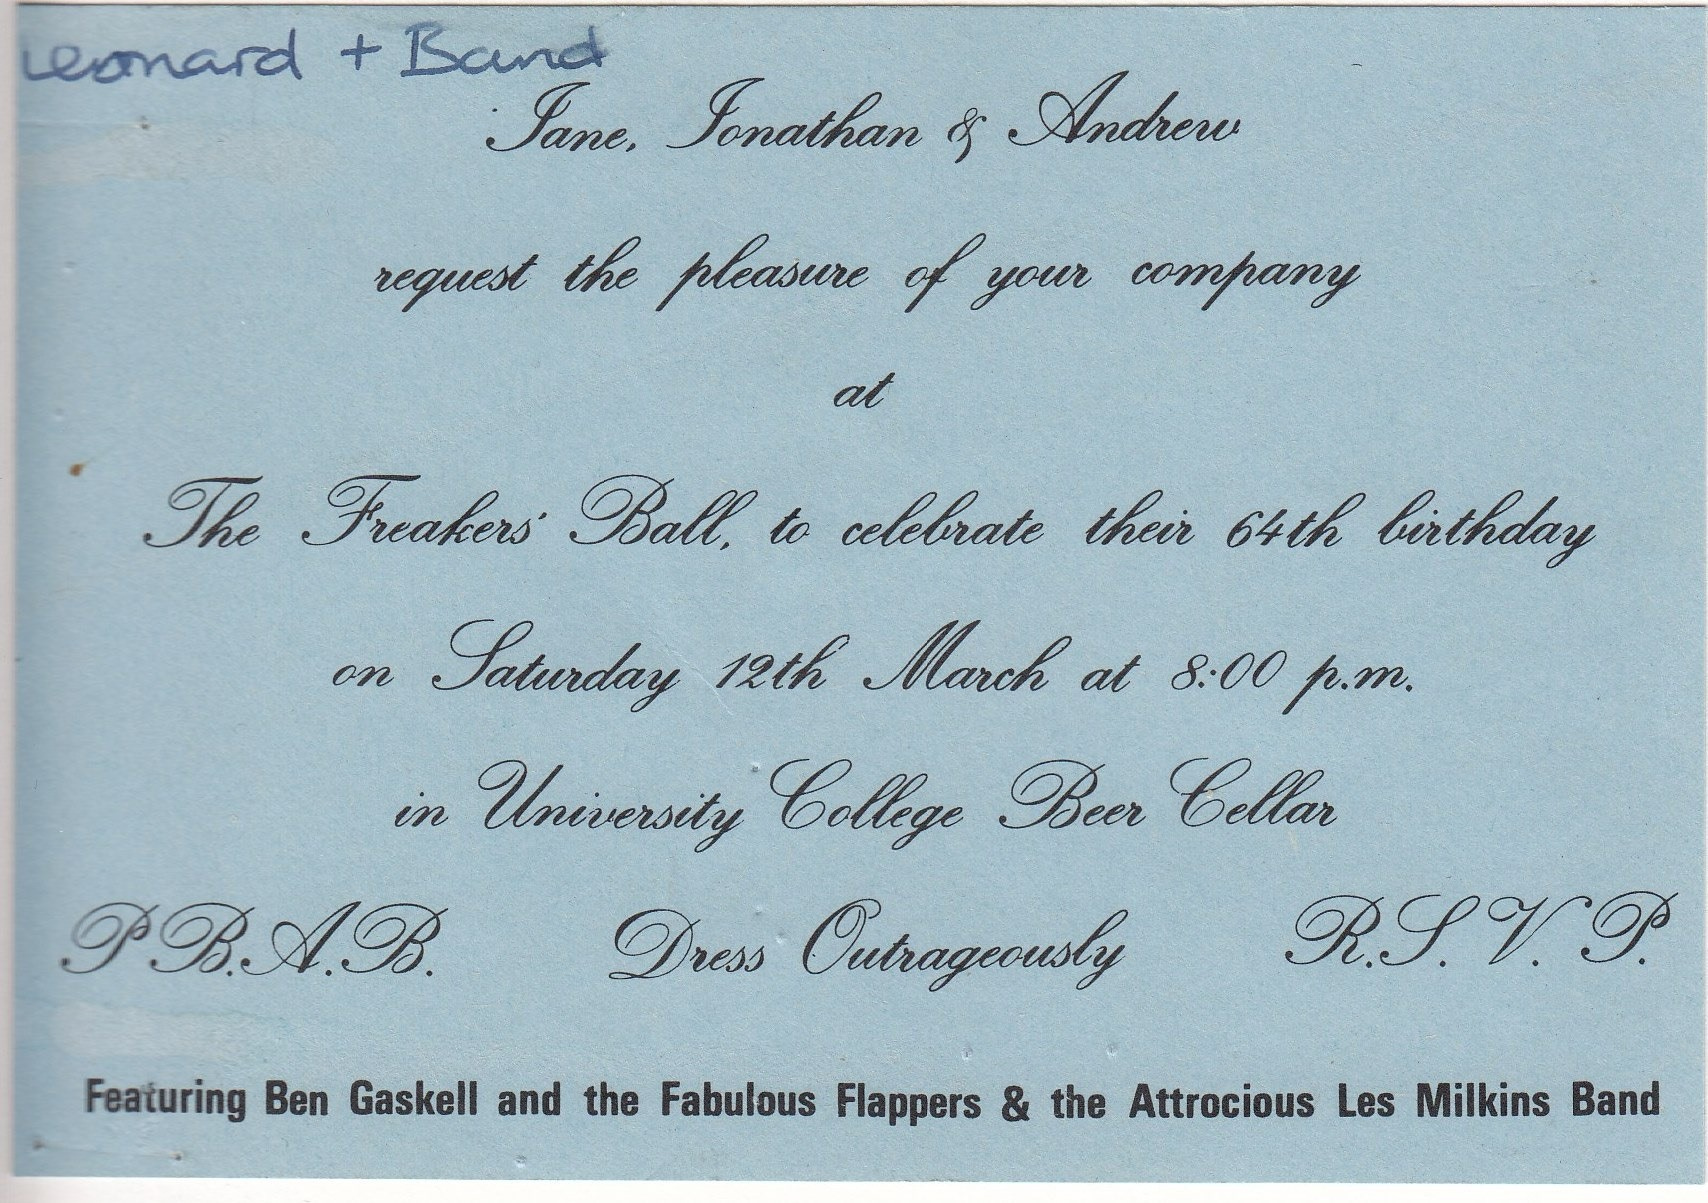 Leonard + Band
Jane, Jonathan & Andrew
request the pleasure of your company
at
The Freakers' Ball, to celebrate their 64th birthday
on Saturday 12th March at 8:00 p.m.
in University College Beer Cellar
P B.A.B. Dress Outrageously R.S.V.P.
Featuring Ben Gaskell and the Fabulous Flappers & the Attrocious Les Milkins Band